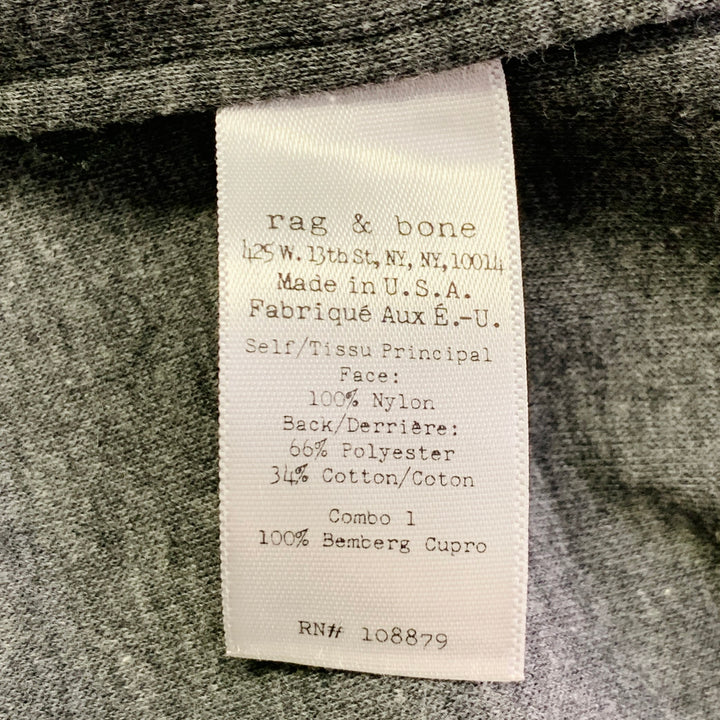 rag & bone
425 W. 13th St, NY, NY, 10014
Made in U.S.A.
Fabriqué Aux É.-U.
Self/Tissu Principal
Face:
100% Nylon
Back/Derrière:
66% Polyester
34% Cotton/Coton
Combo 1
100% Bemberg Cupro
RN# 108879